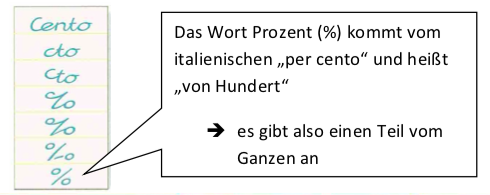 Cento
cto
Cto
%
%
%
%
Das Wort Prozent (%) kommt vom
italienischen „per cento“ und heißt
„von Hundert“
➔ es gibt also einen Teil vom
Ganzen an